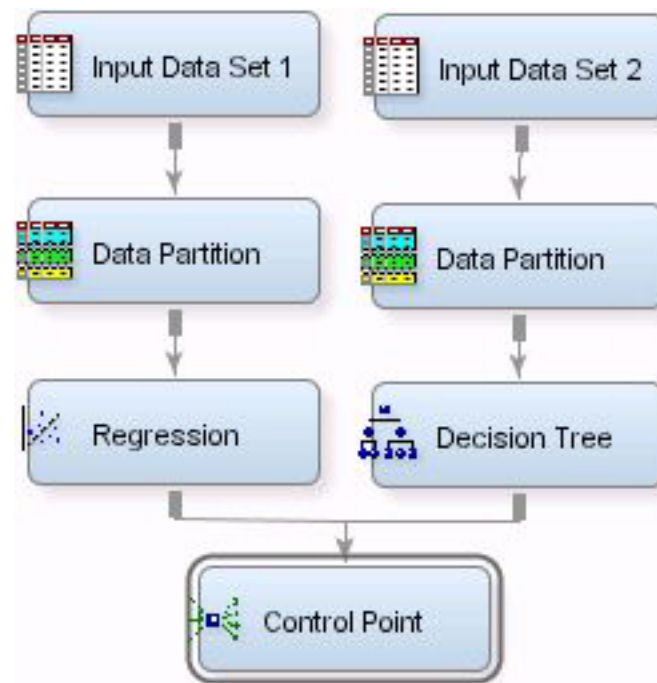 Input Data Set 1
Input Data Set 2
Data Partition
Data Partition
Regression
Decision Tree
Control Point